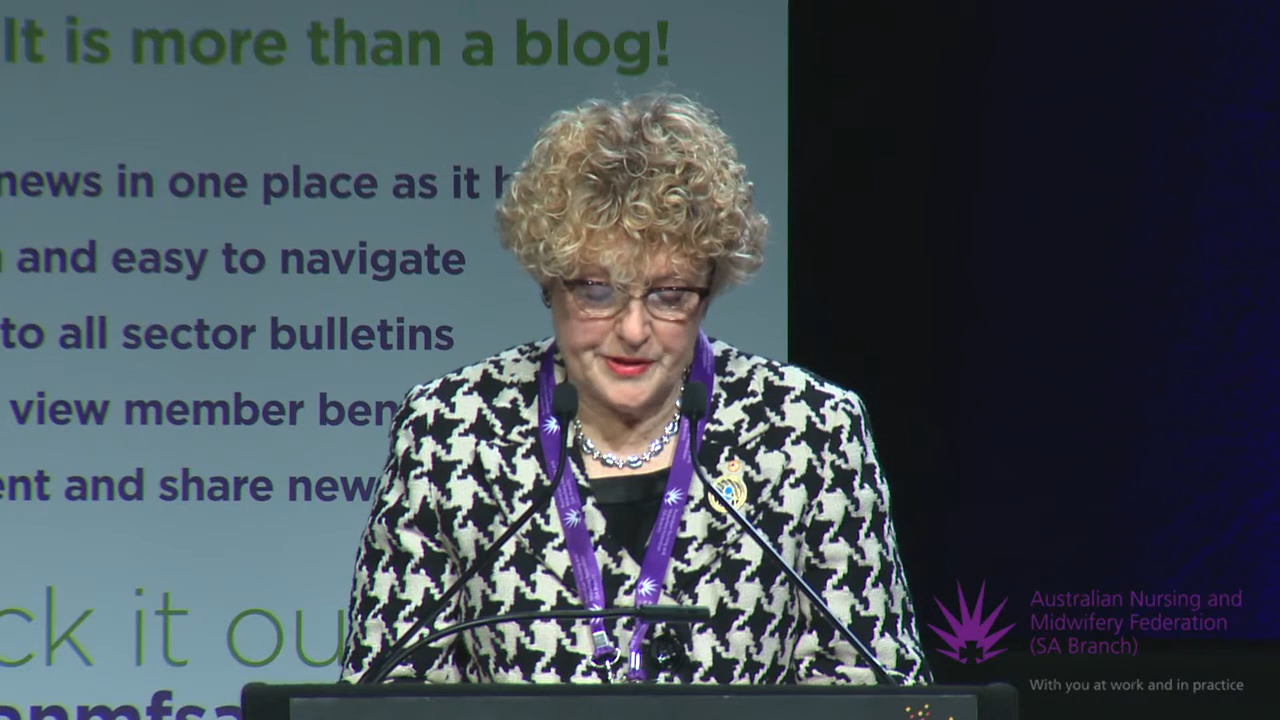 It is more than a blog!
news in one place as it
and easy to navigate
to all sector bulletins
view member ben
ent and share new
ck it ou
anmfsa
Australian Nursing and
Midwifery Federation
(SA Branch)
With you at work and in practice